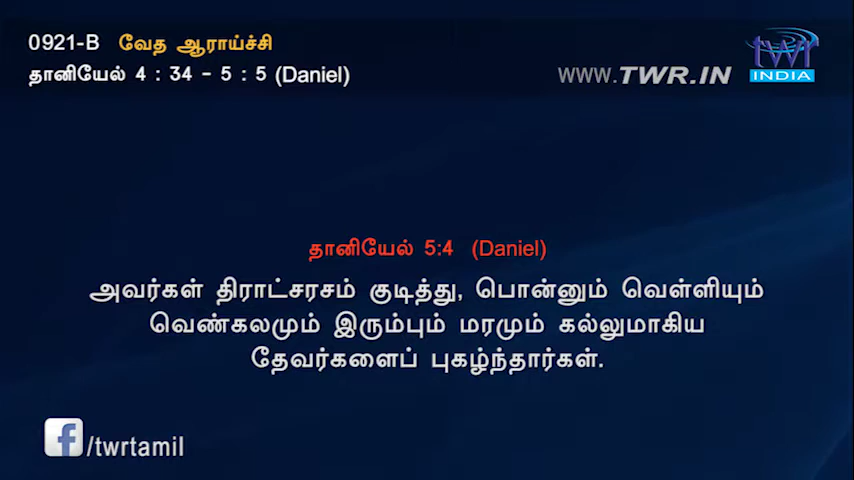 0921-B வேத ஆராய்ச்சி
தானியேல் 4 : 34 - 5 : 5 (Daniel)
WWW.TWR.IN
twr
INDIA
தானியேல் 5:4 (Daniel)
அவர்கள் திராட்சரசம் குடித்து, பொன்னும் வெள்ளியும்
வெண்கலமும் இரும்பும் மரமும் கல்லுமாகிய
தேவர்களைப் புகழ்ந்தார்கள்.
f/twrtamil